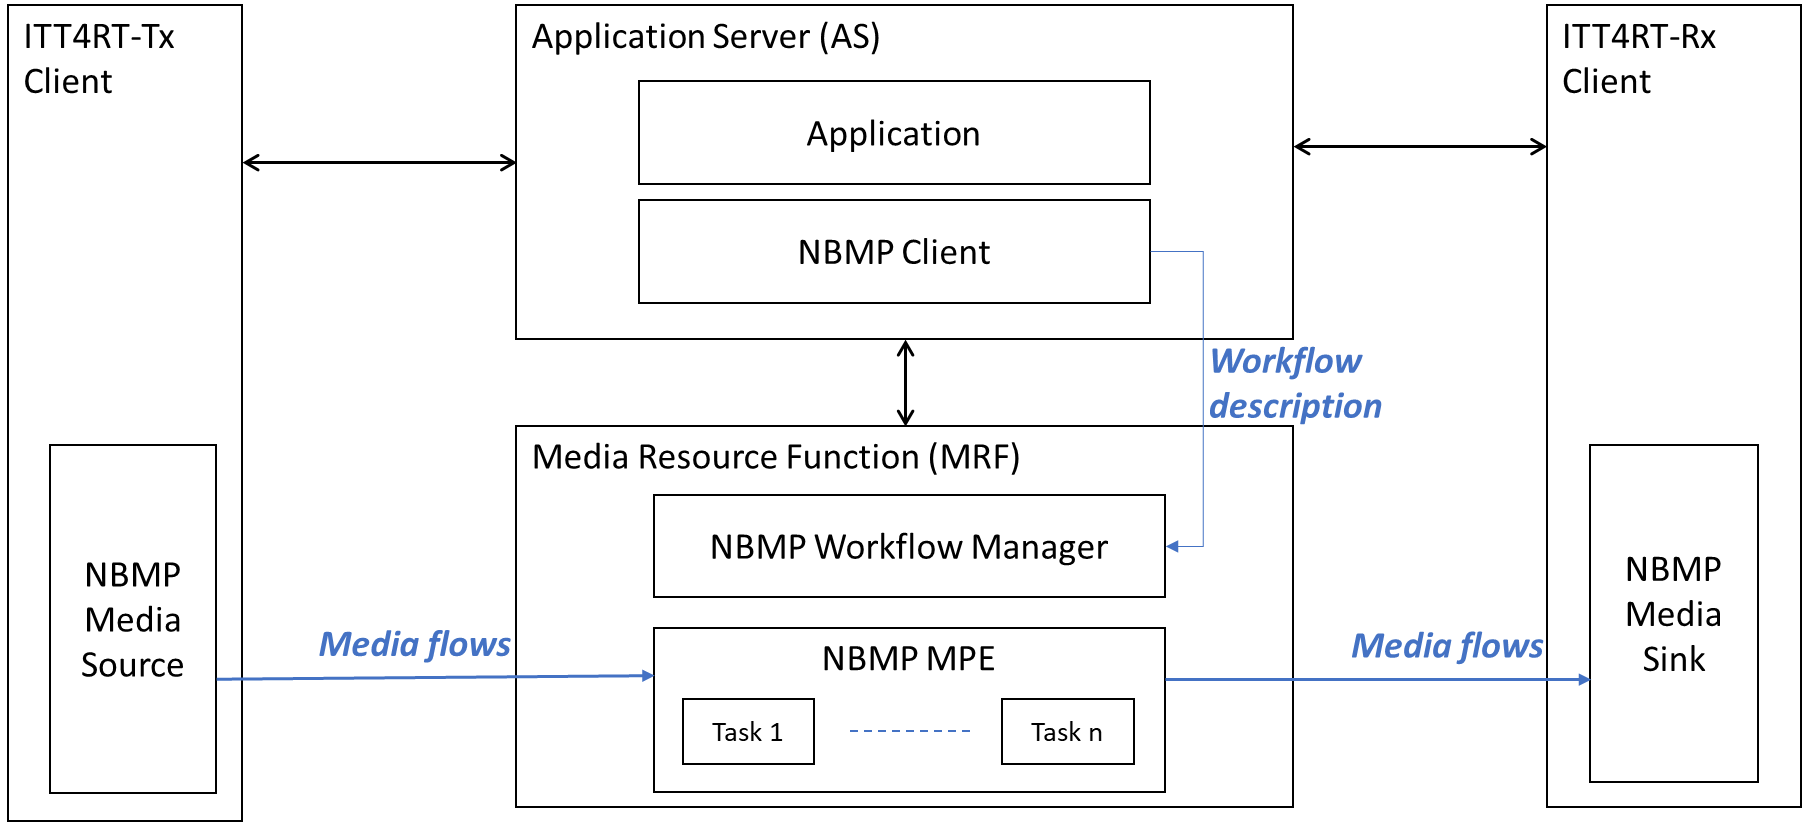 ITT4RT-Tx
Client
Application Server (AS)
ITT4RT-Rx
Client
Application
NBMP Client
Workflow
description
Media Resource Function (MRF)
NBMP Workflow Manager
NBMP
Media
Source
Media flows
NBMP MPE
Task 1
Task n
Media flows
NBMP
Media
Sink